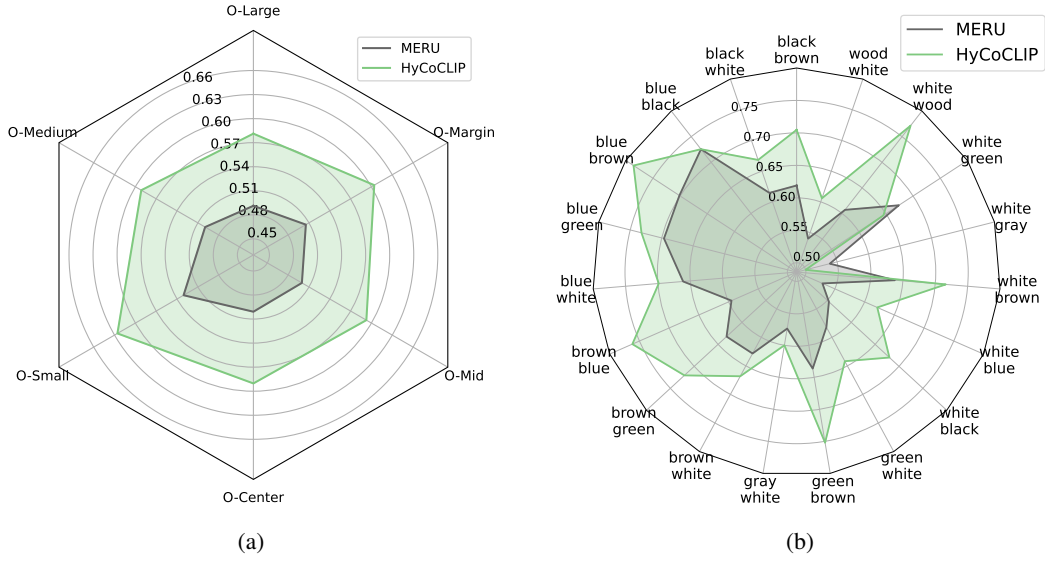 O-Large
MERU
HyCoCLIP
0.66
0.63
0.60
0.57
0.54
0.51
0.48
0.45
O-Medium
O-Margin
O-Small
O-Mid
O-Center
(a)
MERU
HyCoCLIP
black
brown
black
white
wood
white
blue
black
white
wood
0.75
0.70
0.65
0.60
0.55
0.50
blue
brown
white
green
blue
green
white
gray
blue
white
white
brown
brown
blue
white
blue
brown
green
white
black
brown
white
green
white
gray
white
green
brown
(b)